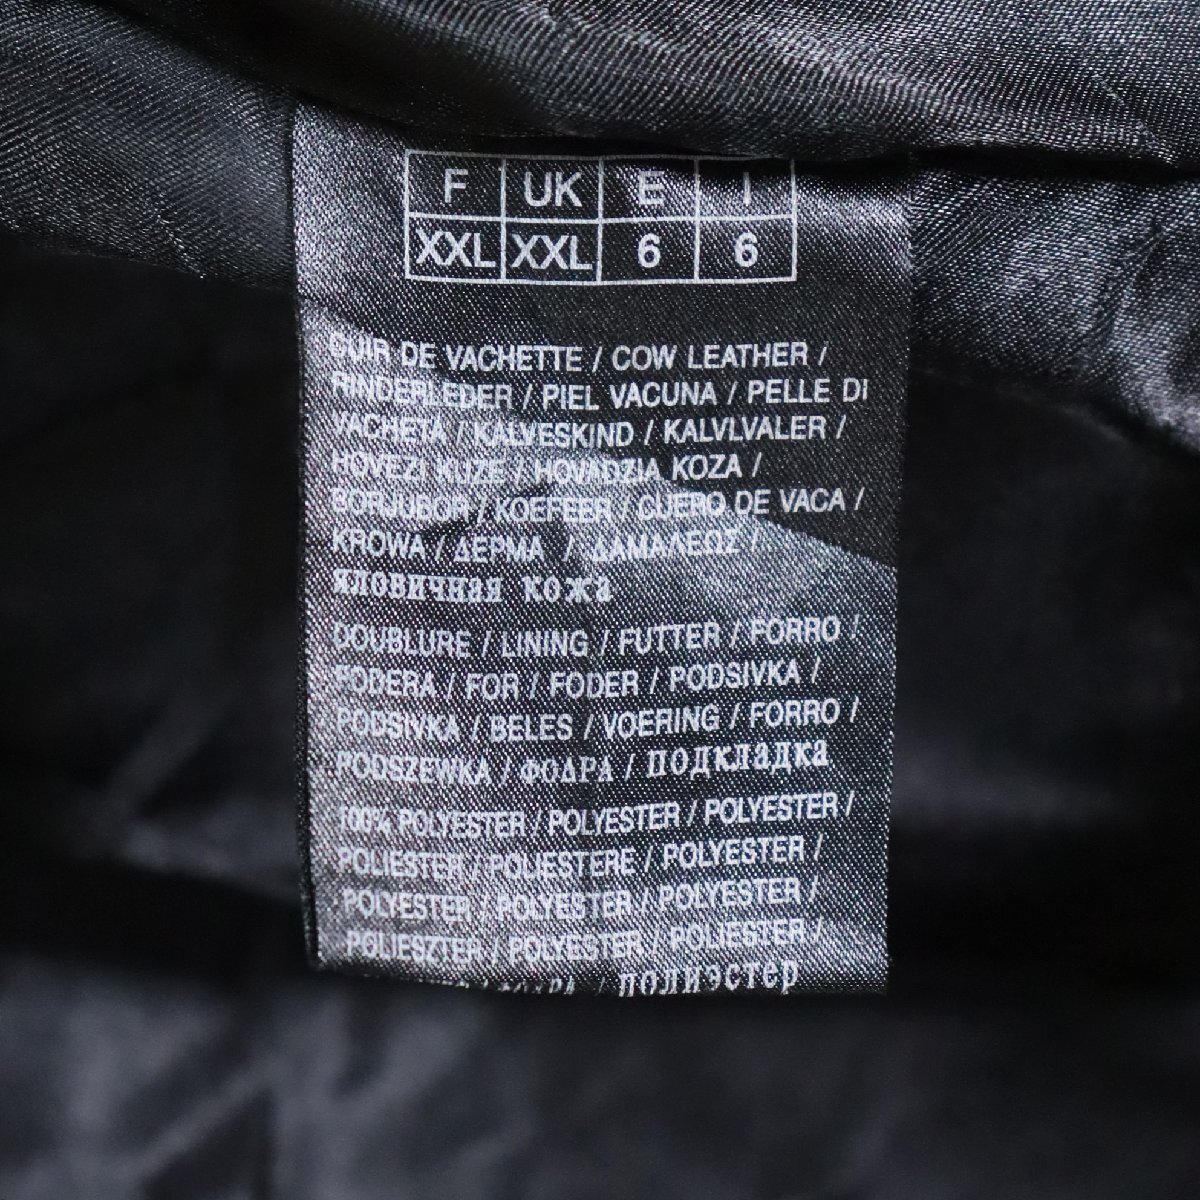 F UK E I
XXL XXL 6 6
CUIR DE VACHETTE / COW LEATHER /
RINDERLEDER / PIEL VACUNA / PELLE DI
VACHETA / KALVESKIND / KALVLVALER /
HOVEZI KUZE / HOVADZIA KOZA /
BORJUBOR / KOEFEER / CUERO DE VACA /
KROWA / ΔΕΡΜΑ / ΔΑΜΑΛΕΩΣ /
яловичная кожа
DOUBLURE / LINING / FUTTER / FORRO /
FODERA / FOR / FODER / PODSIVKA /
PODSIVKA / BELES / VOERING / FORRO /
PODSZEWKA / ΦΟΔΡΑ / подкладка
100% POLYESTER / POLYESTER / POLYESTER /
POLIESTER / POLIESTERE / POLYESTER /
POLYESTER / POLYESTER / POLYESTER /
POLIESZTER / POLYESTER / POLIESTER /
/ полиэстер